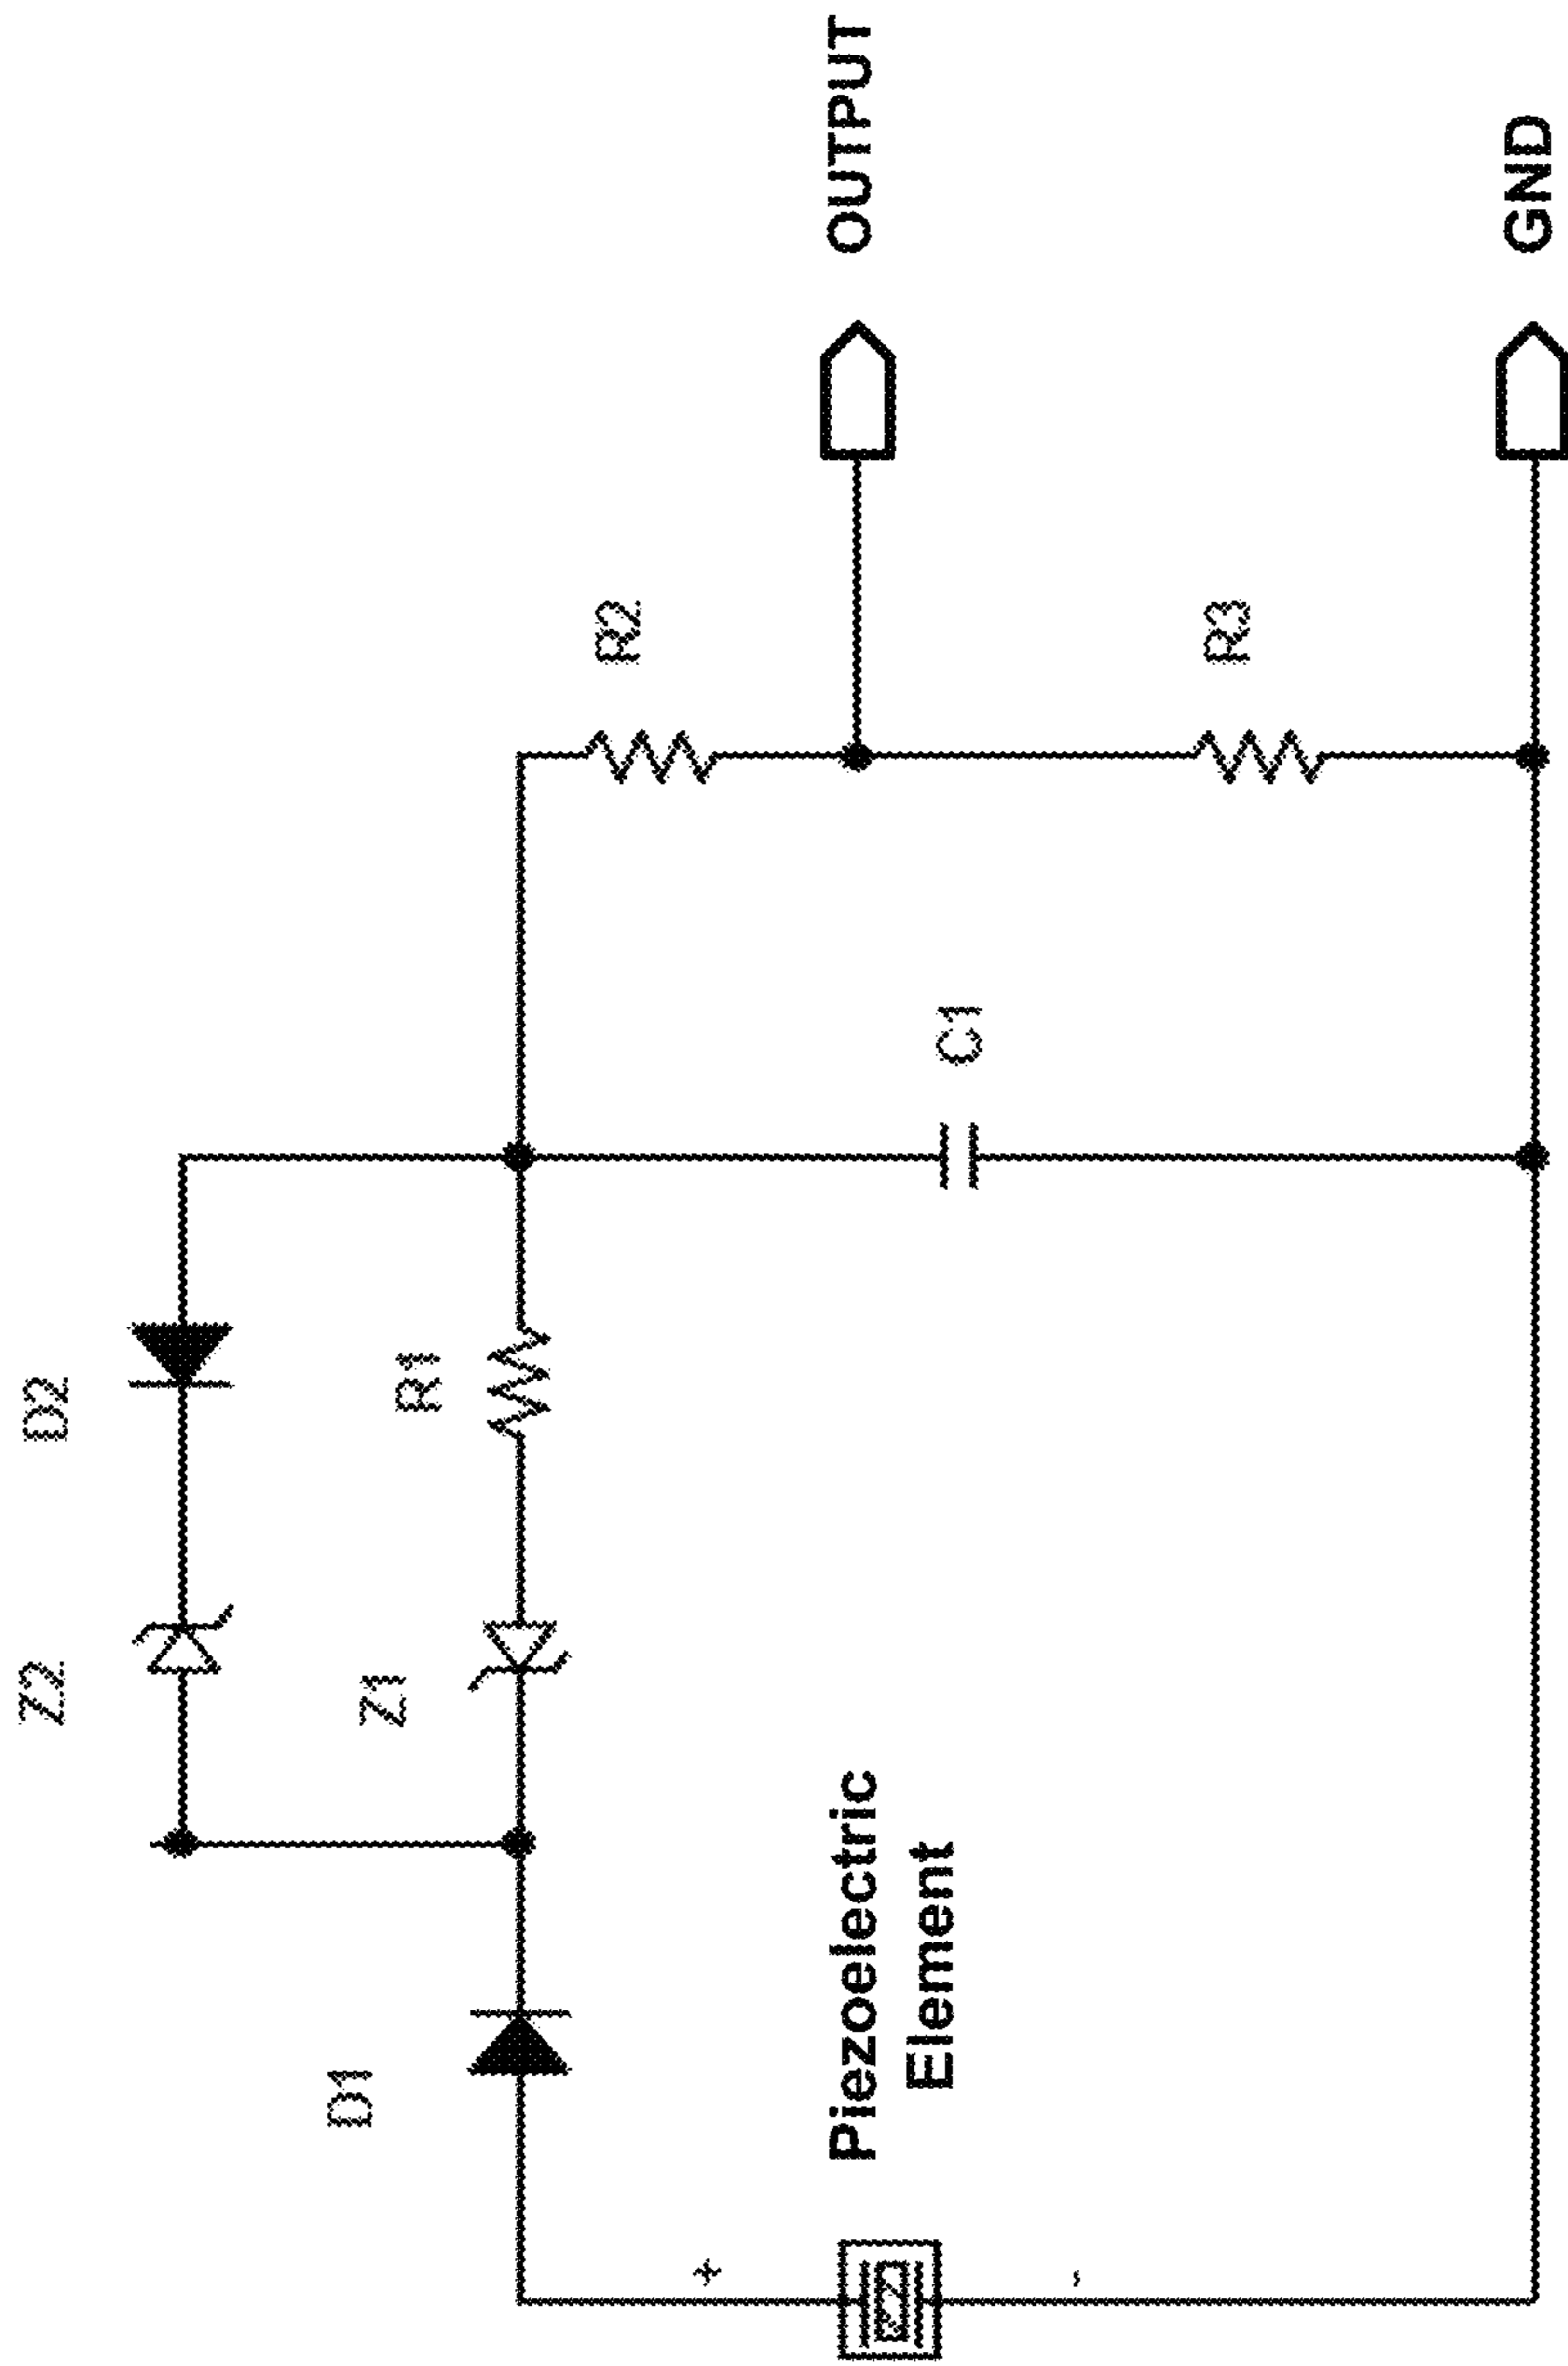 Z2
D2
Z1
R1
D1
R2
OUTPUT
C1
R3
+
Piezoelectric
Element
-
GND